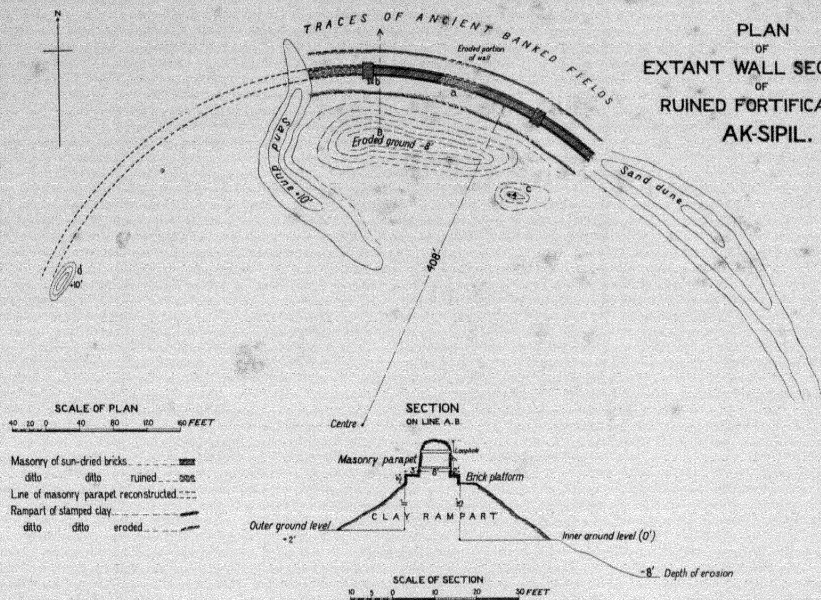 PLAN
OF
EXTANT WALL SEC
OF
RUINED FORTIFICA
AK-SIPIL.
N
TRACES OF ANCIENT BANKED FIELDS
A
Eroded portion
of wall
b
a
B
Eroded ground -8'
Sand dune +10'
c
Sand dune
408'
d
+10'
Centre
SCALE OF PLAN
40 20 0 40 80 120 160 FEET
Masonry of sun-dried bricks
ditto ditto ruined
Line of masonry parapet reconstructed
Rampart of stamped clay
ditto ditto eroded
SECTION
ON LINE A.B.
Loophole
Masonry parapet
Brick platform
CLAY RAMPART
Outer ground level
Inner ground level (0')
-8' Depth of erosion
SCALE OF SECTION
10 5 0 10 20 30 FEET